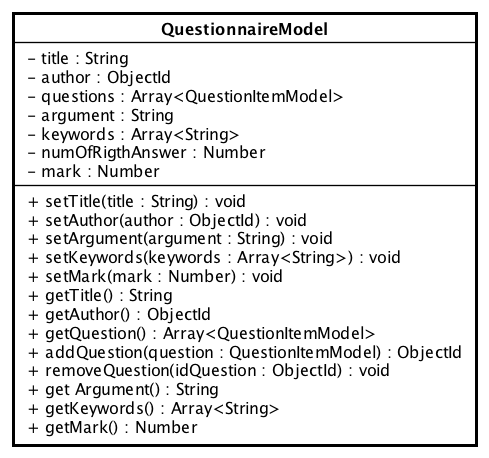 QuestionnaireModel
– title : String
– author : ObjectId
– questions : Array<QuestionItemModel>
– argument : String
– keywords : Array<String>
– numOfRigthAnswer : Number
– mark : Number
+ setTitle(title : String) : void
+ setAuthor(author : ObjectId) : void
+ setArgument(argument : String) : void
+ setKeywords(keywords : Array<String>) : void
+ setMark(mark : Number) : void
+ getTitle() : String
+ getAuthor() : ObjectId
+ getQuestion() : Array<QuestionItemModel>
+ addQuestion(question : QuestionItemModel) : ObjectId
+ removeQuestion(idQuestion : ObjectId) : void
+ get Argument() : String
+ getKeywords() : Array<String>
+ getMark() : Number